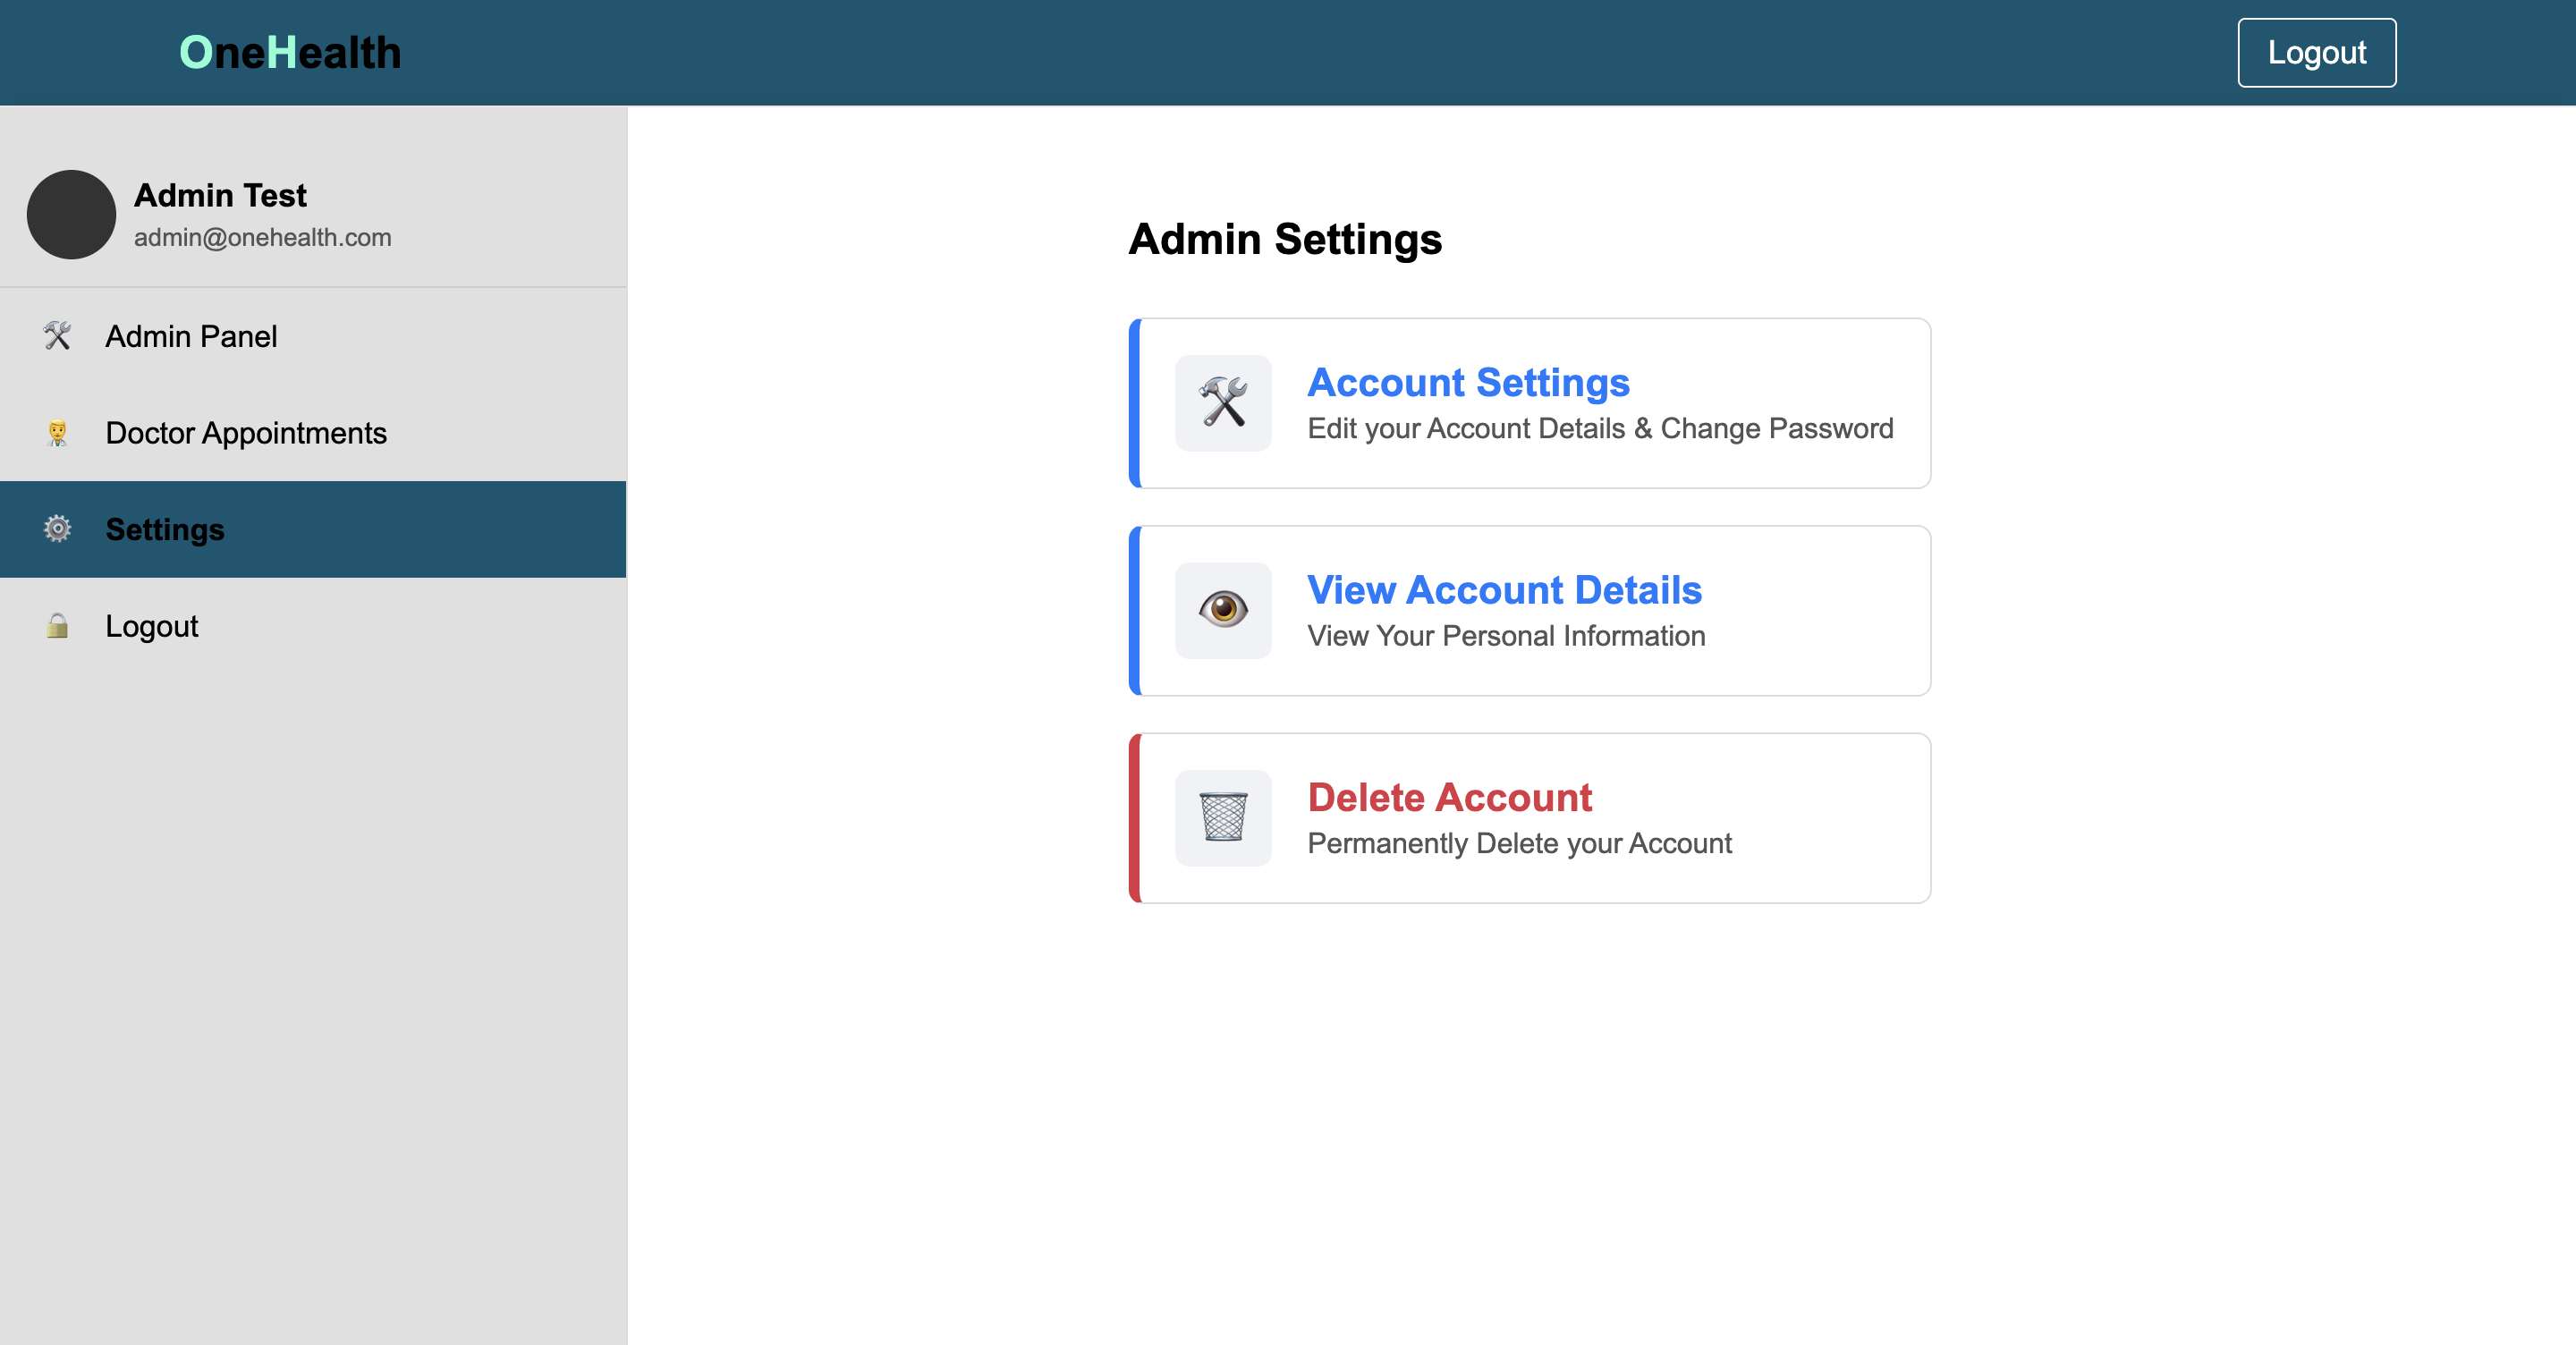 OneHealth
Logout
Admin Test
admin@onehealth.com
Admin Panel
Doctor Appointments
Settings
Logout
Admin Settings
Account Settings
Edit your Account Details & Change Password
View Account Details
View Your Personal Information
Delete Account
Permanently Delete your Account